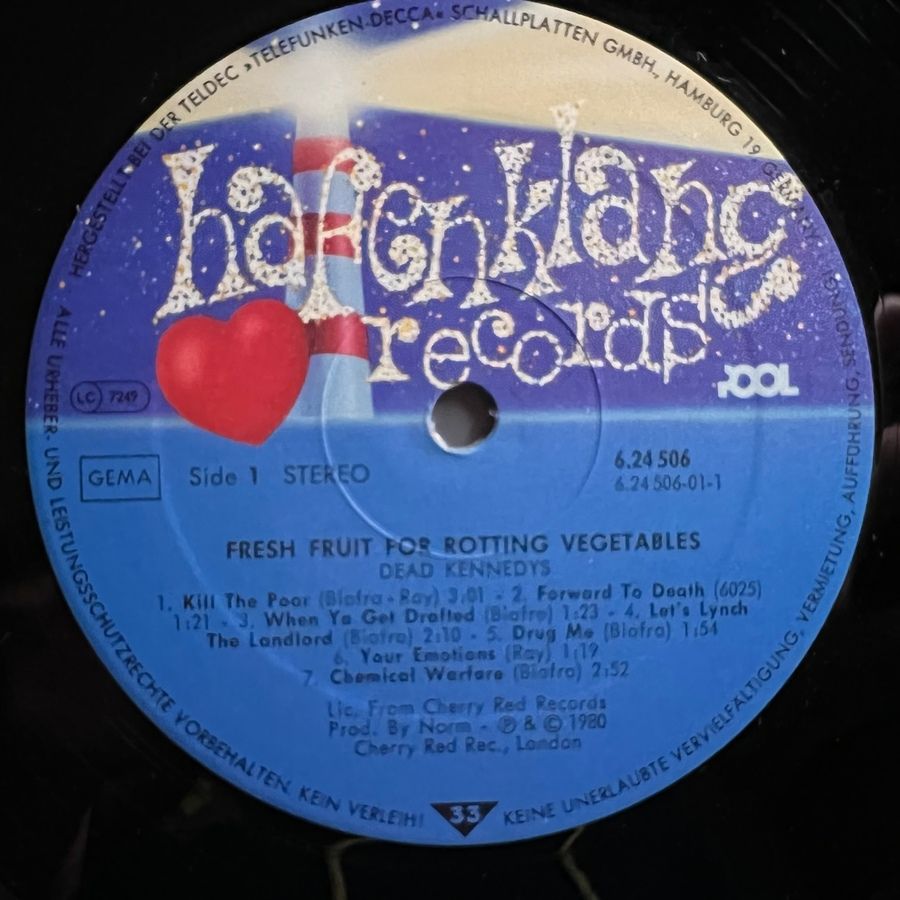 HERGESTELLT BEI DER TELDEC »TELEFUNKEN-DECCA« SCHALLPLATTEN GMBH., HAMBURG 19, GERMANY.
hafenklang
records
POOL
LC 7249
GEMA
Side 1 STEREO
6.24 506
6.24 506-01-1
FRESH FRUIT FOR ROTTING VEGETABLES
DEAD KENNEDYS
1. Kill The Poor (Biafra - Ray) 3:01 - 2. Forward To Death (6025)
1:21 - 3. When Ya Get Drafted (Biafra) 1:23 - 4. Let's Lynch
The Landlord (Biafra) 2:10 - 5. Drug Me (Biafra) 1:54
6. Your Emotions (Ray) 1:19
7. Chemical Warfare (Biafra) 2:52
Lic. From Cherry Red Records
Prod. By Norm - ℗ & © 1980
Cherry Red Rec., London
33
ALLE URHEBER- UND LEISTUNGSSCHUTZRECHTE VORBEHALTEN. KEIN VERLEIH!
KEINE UNERLAUBTE VERVIELFÄLTIGUNG, VERMIETUNG, AUFFÜHRUNG, SENDUNG!